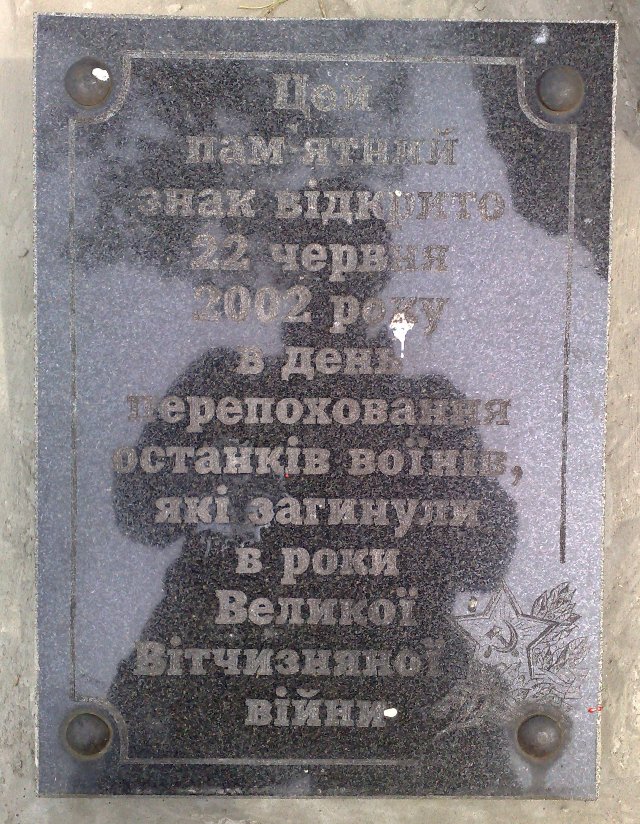 Цей
пам'ятний
знак відкрито
22 червня
2002 року
в день
перепоховання
останків воїнів,
які загинули
в роки
Великої
Вітчизняної
війни